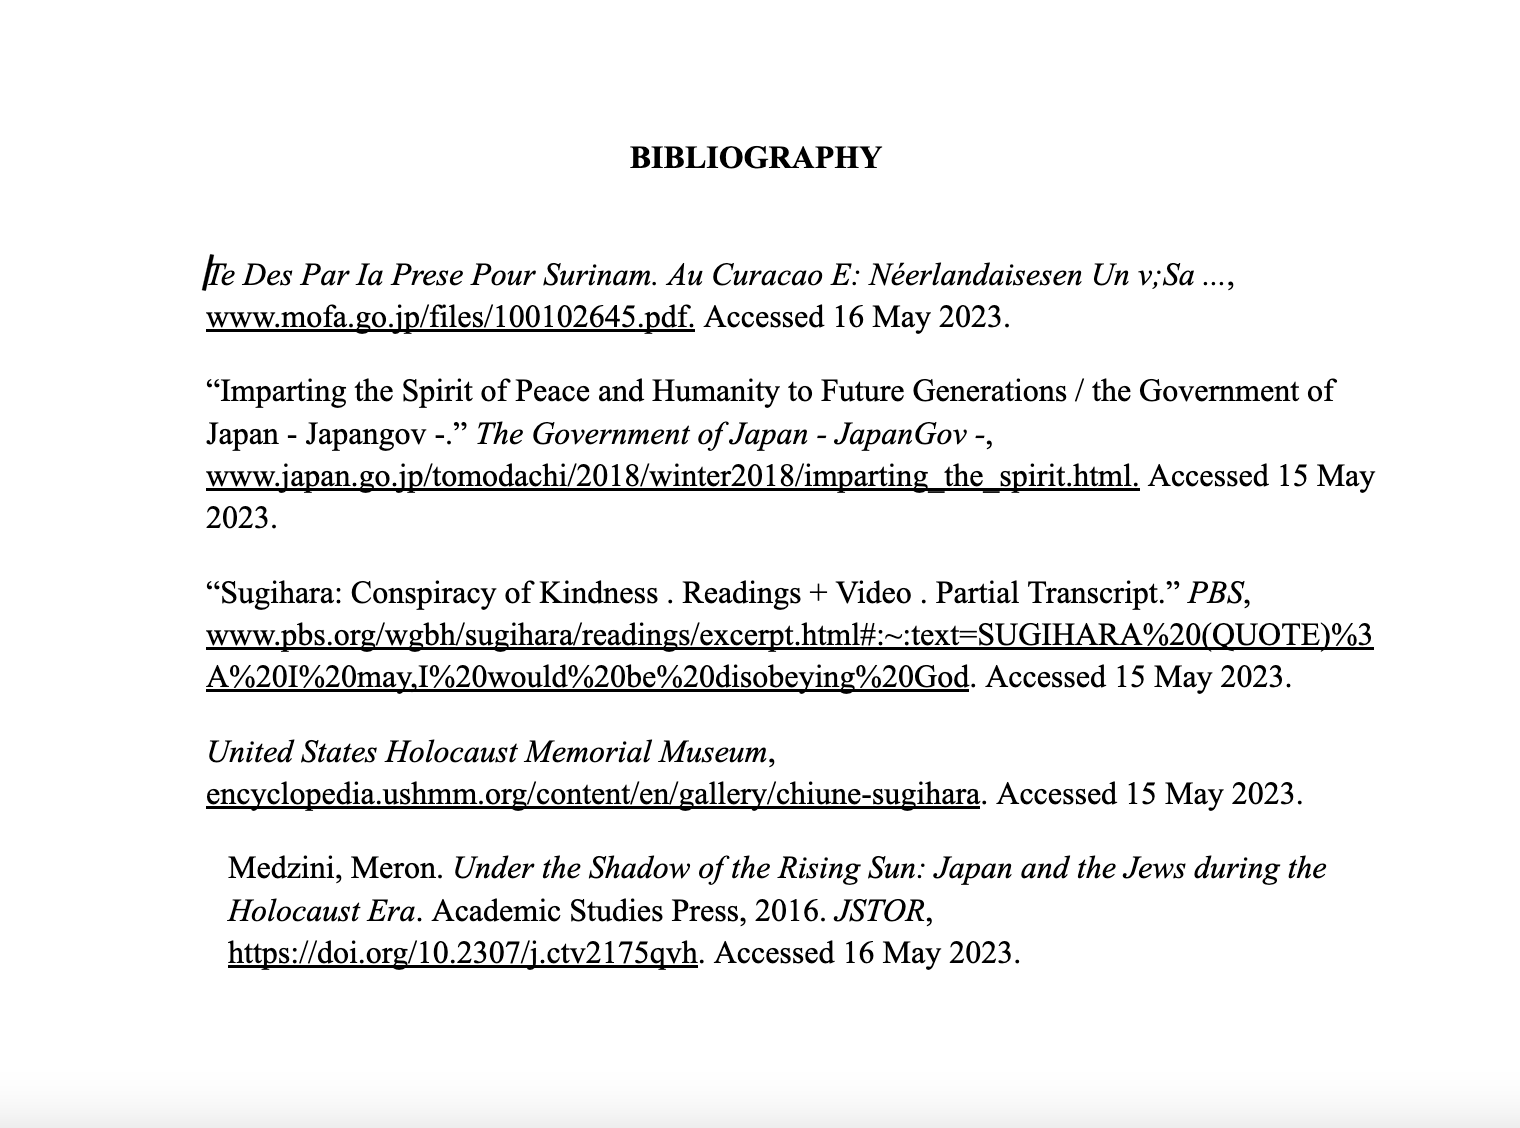 BIBLIOGRAPHY
Te Des Par Ia Prese Pour Surinam. Au Curacao E: Néerlandaisesen Un v;Sa ...,
www.mofa.go.jp/files/100102645.pdf. Accessed 16 May 2023.
“Imparting the Spirit of Peace and Humanity to Future Generations / the Government of
Japan - Japangov -.” The Government of Japan - JapanGov -,
www.japan.go.jp/tomodachi/2018/winter2018/imparting_the_spirit.html. Accessed 15 May
2023.
“Sugihara: Conspiracy of Kindness . Readings + Video . Partial Transcript.” PBS,
www.pbs.org/wgbh/sugihara/readings/excerpt.html#:~:text=SUGIHARA%20(QUOTE)%3
A%20I%20may,I%20would%20be%20disobeying%20God. Accessed 15 May 2023.
United States Holocaust Memorial Museum,
encyclopedia.ushmm.org/content/en/gallery/chiune-sugihara. Accessed 15 May 2023.
Medzini, Meron. Under the Shadow of the Rising Sun: Japan and the Jews during the
Holocaust Era. Academic Studies Press, 2016. JSTOR,
https://doi.org/10.2307/j.ctv2175qvh. Accessed 16 May 2023.